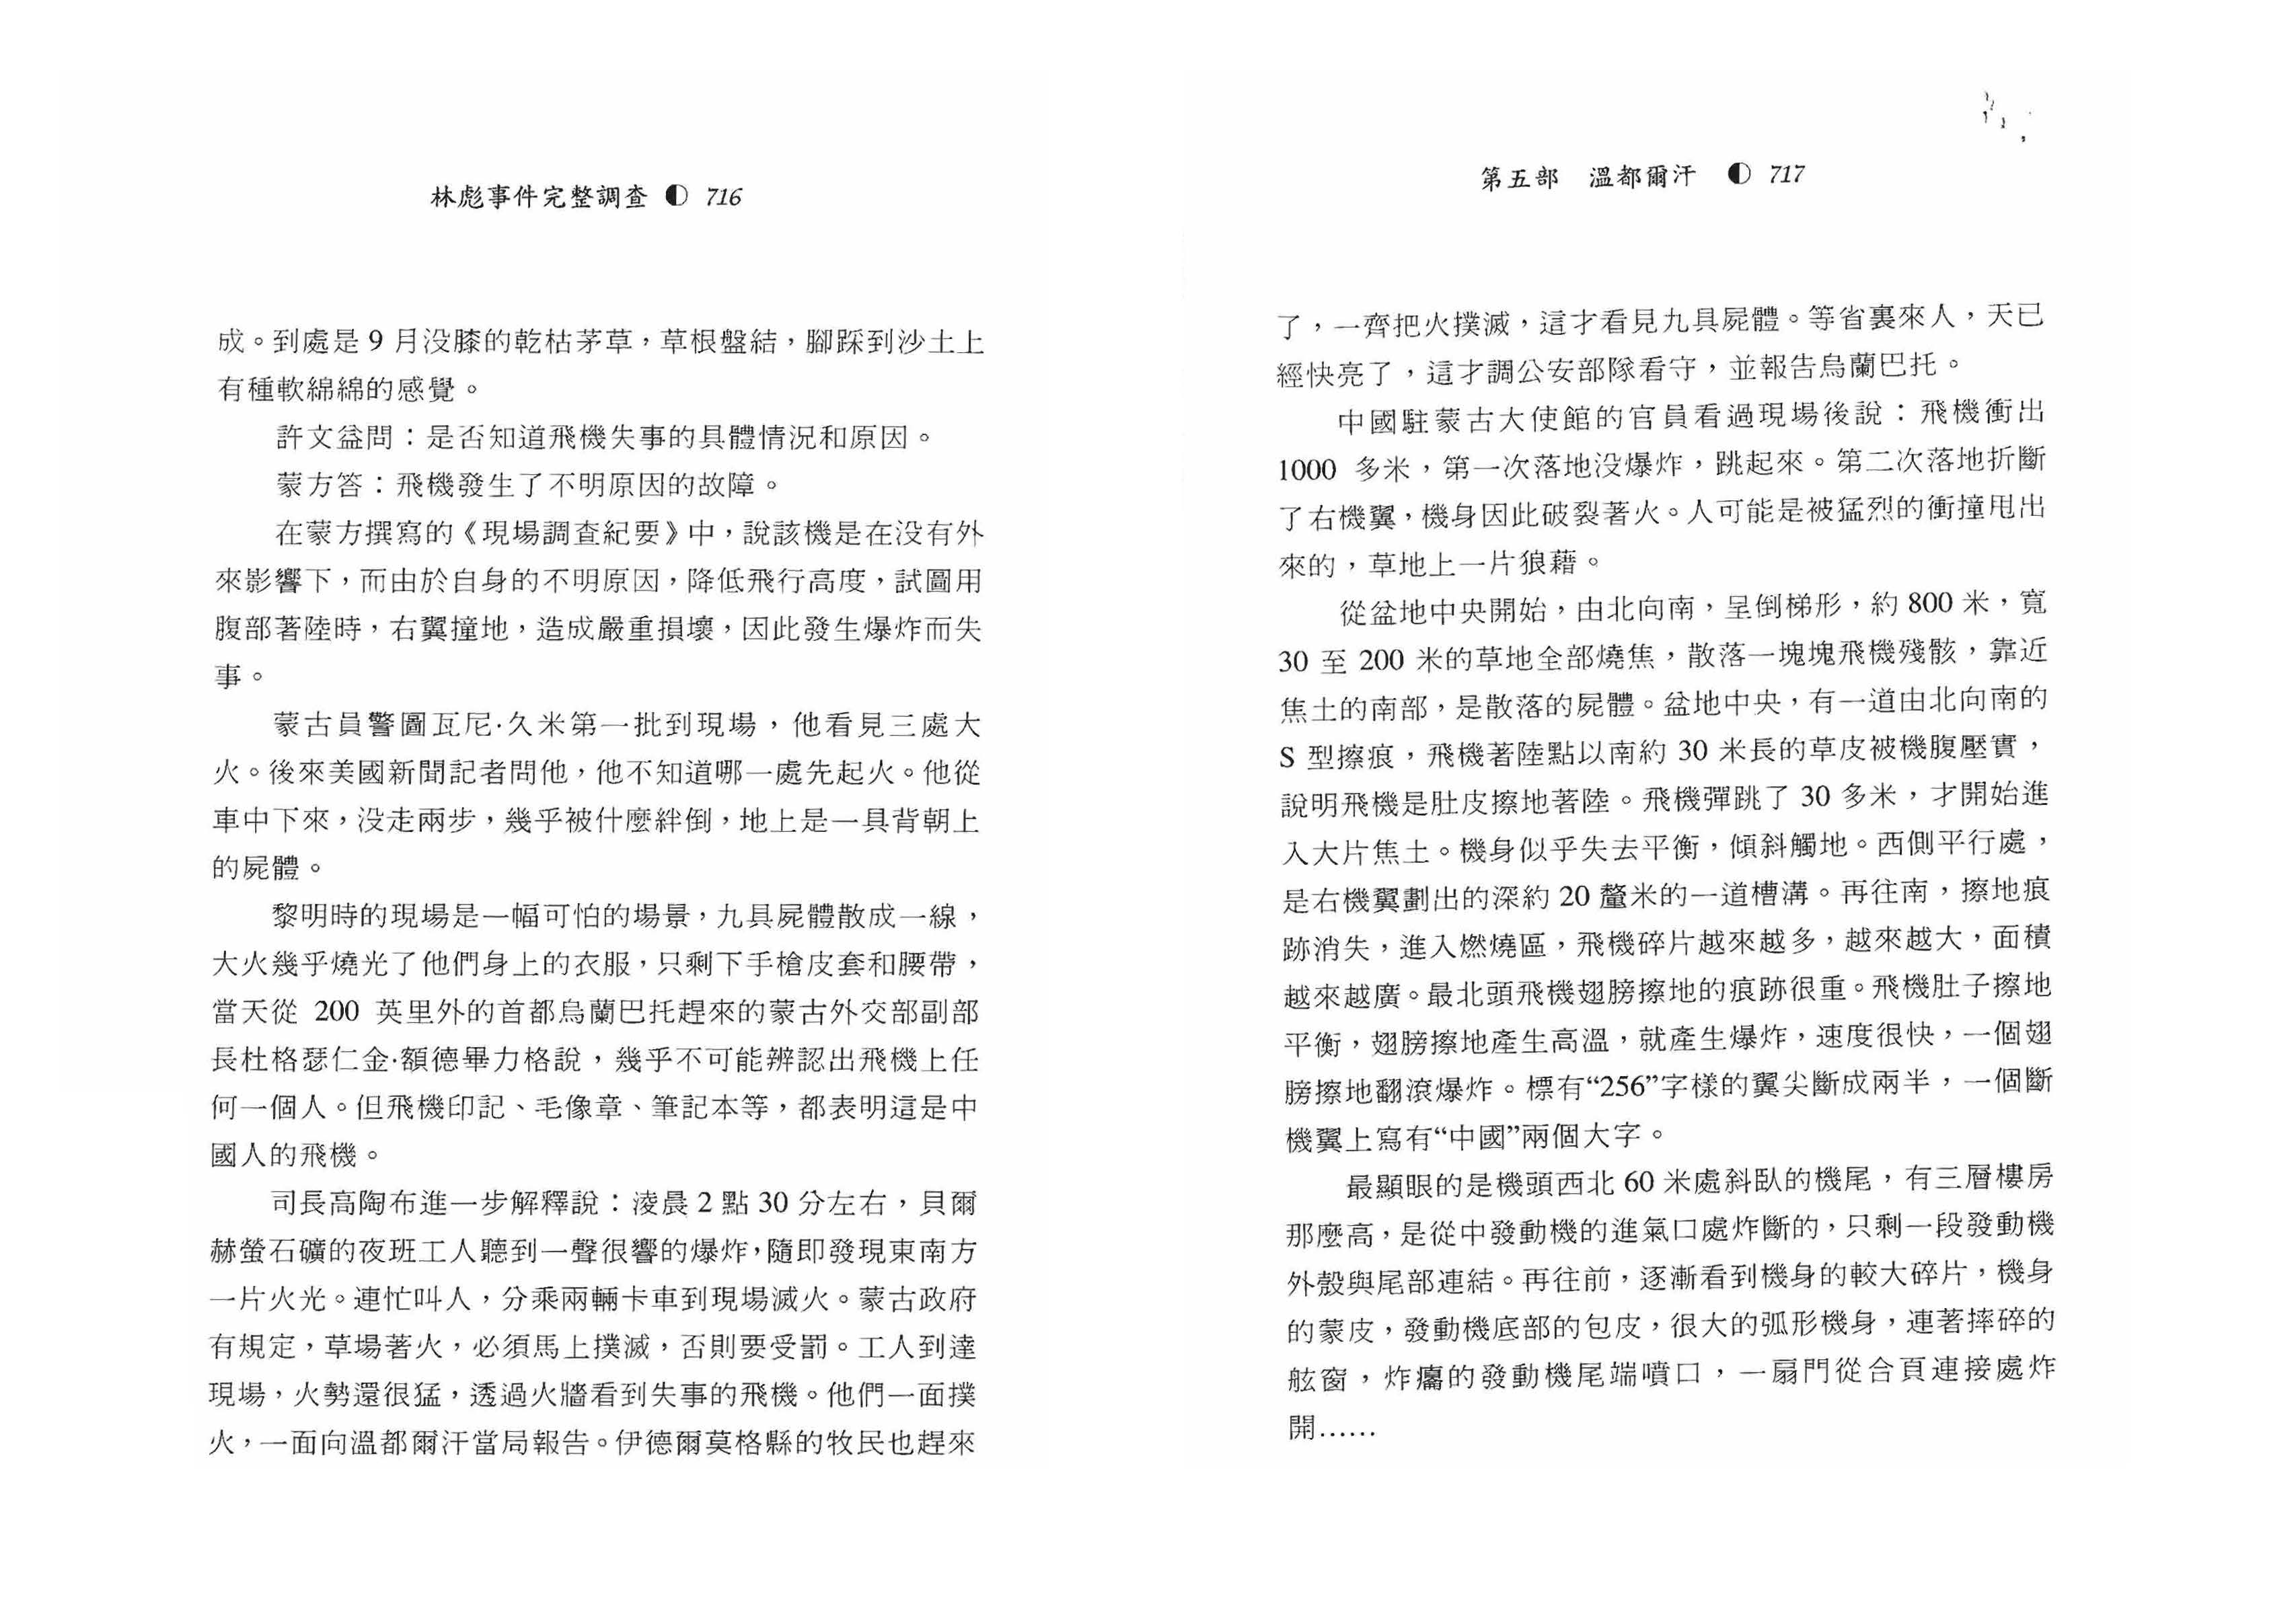 林彪事件完整調查 ◐ 716
成。到處是 9 月没膝的乾枯茅草，草根盤結，腳踩到沙土上
有種軟綿綿的感覺。
許文益問：是否知道飛機失事的具體情況和原因。
蒙方答：飛機發生了不明原因的故障。
在蒙方撰寫的《現場調查紀要》中，說該機是在没有外
來影響下，而由於自身的不明原因，降低飛行高度，試圖用
腹部著陸時，右翼撞地，造成嚴重損壞，因此發生爆炸而失
事。
蒙古員警圖瓦尼·久米第一批到現場，他看見三處大
火。後來美國新聞記者問他，他不知道哪一處先起火。他從
車中下來，没走兩步，幾乎被什麼絆倒，地上是一具背朝上
的屍體。
黎明時的現場是一幅可怕的場景，九具屍體散成一線，
大火幾乎燒光了他們身上的衣服，只剩下手槍皮套和腰帶，
當天從 200 英里外的首都烏蘭巴托趕來的蒙古外交部副部
長杜格瑟仁金·額德畢力格說，幾乎不可能辨認出飛機上任
何一個人。但飛機印記、毛像章、筆記本等，都表明這是中
國人的飛機。
司長高陶布進一步解釋說：淩晨 2 點 30 分左右，貝爾
赫螢石礦的夜班工人聽到一聲很響的爆炸，隨即發現東南方
一片火光。連忙叫人，分乘兩輛卡車到現場滅火。蒙古政府
有規定，草場著火，必須馬上撲滅，否則要受罰。工人到達
現場，火勢還很猛，透過火牆看到失事的飛機。他們一面撲
火，一面向溫都爾汗當局報告。伊德爾莫格縣的牧民也趕來
第五部　溫都爾汗　◐ 717
了，一齊把火撲滅，這才看見九具屍體。等省裏來人，天已
經快亮了，這才調公安部隊看守，並報告烏蘭巴托。
中國駐蒙古大使館的官員看過現場後說：飛機衝出
1000 多米，第一次落地没爆炸，跳起來。第二次落地折斷
了右機翼，機身因此破裂著火。人可能是被猛烈的衝撞甩出
來的，草地上一片狼藉。
從盆地中央開始，由北向南，呈倒梯形，約 800 米，寬
30 至 200 米的草地全部燒焦，散落一塊塊飛機殘骸，靠近
焦土的南部，是散落的屍體。盆地中央，有一道由北向南的
S 型擦痕，飛機著陸點以南約 30 米長的草皮被機腹壓實，
說明飛機是肚皮擦地著陸。飛機彈跳了 30 多米，才開始進
入大片焦土。機身似乎失去平衡，傾斜觸地。西側平行處，
是右機翼劃出的深約 20 釐米的一道槽溝。再往南，擦地痕
跡消失，進入燃燒區，飛機碎片越來越多，越來越大，面積
越來越廣。最北頭飛機翅膀擦地的痕跡很重。飛機肚子擦地
平衡，翅膀擦地產生高溫，就產生爆炸，速度很快，一個翅
膀擦地翻滾爆炸。標有“256”字樣的翼尖斷成兩半，一個斷
機翼上寫有“中國”兩個大字。
最顯眼的是機頭西北 60 米處斜臥的機尾，有三層樓房
那麼高，是從中發動機的進氣口處炸斷的，只剩一段發動機
外殼與尾部連結。再往前，逐漸看到機身的較大碎片，機身
的蒙皮，發動機底部的包皮，很大的弧形機身，連著摔碎的
舷窗，炸癟的發動機尾端噴口，一扇門從合頁連接處炸
開……